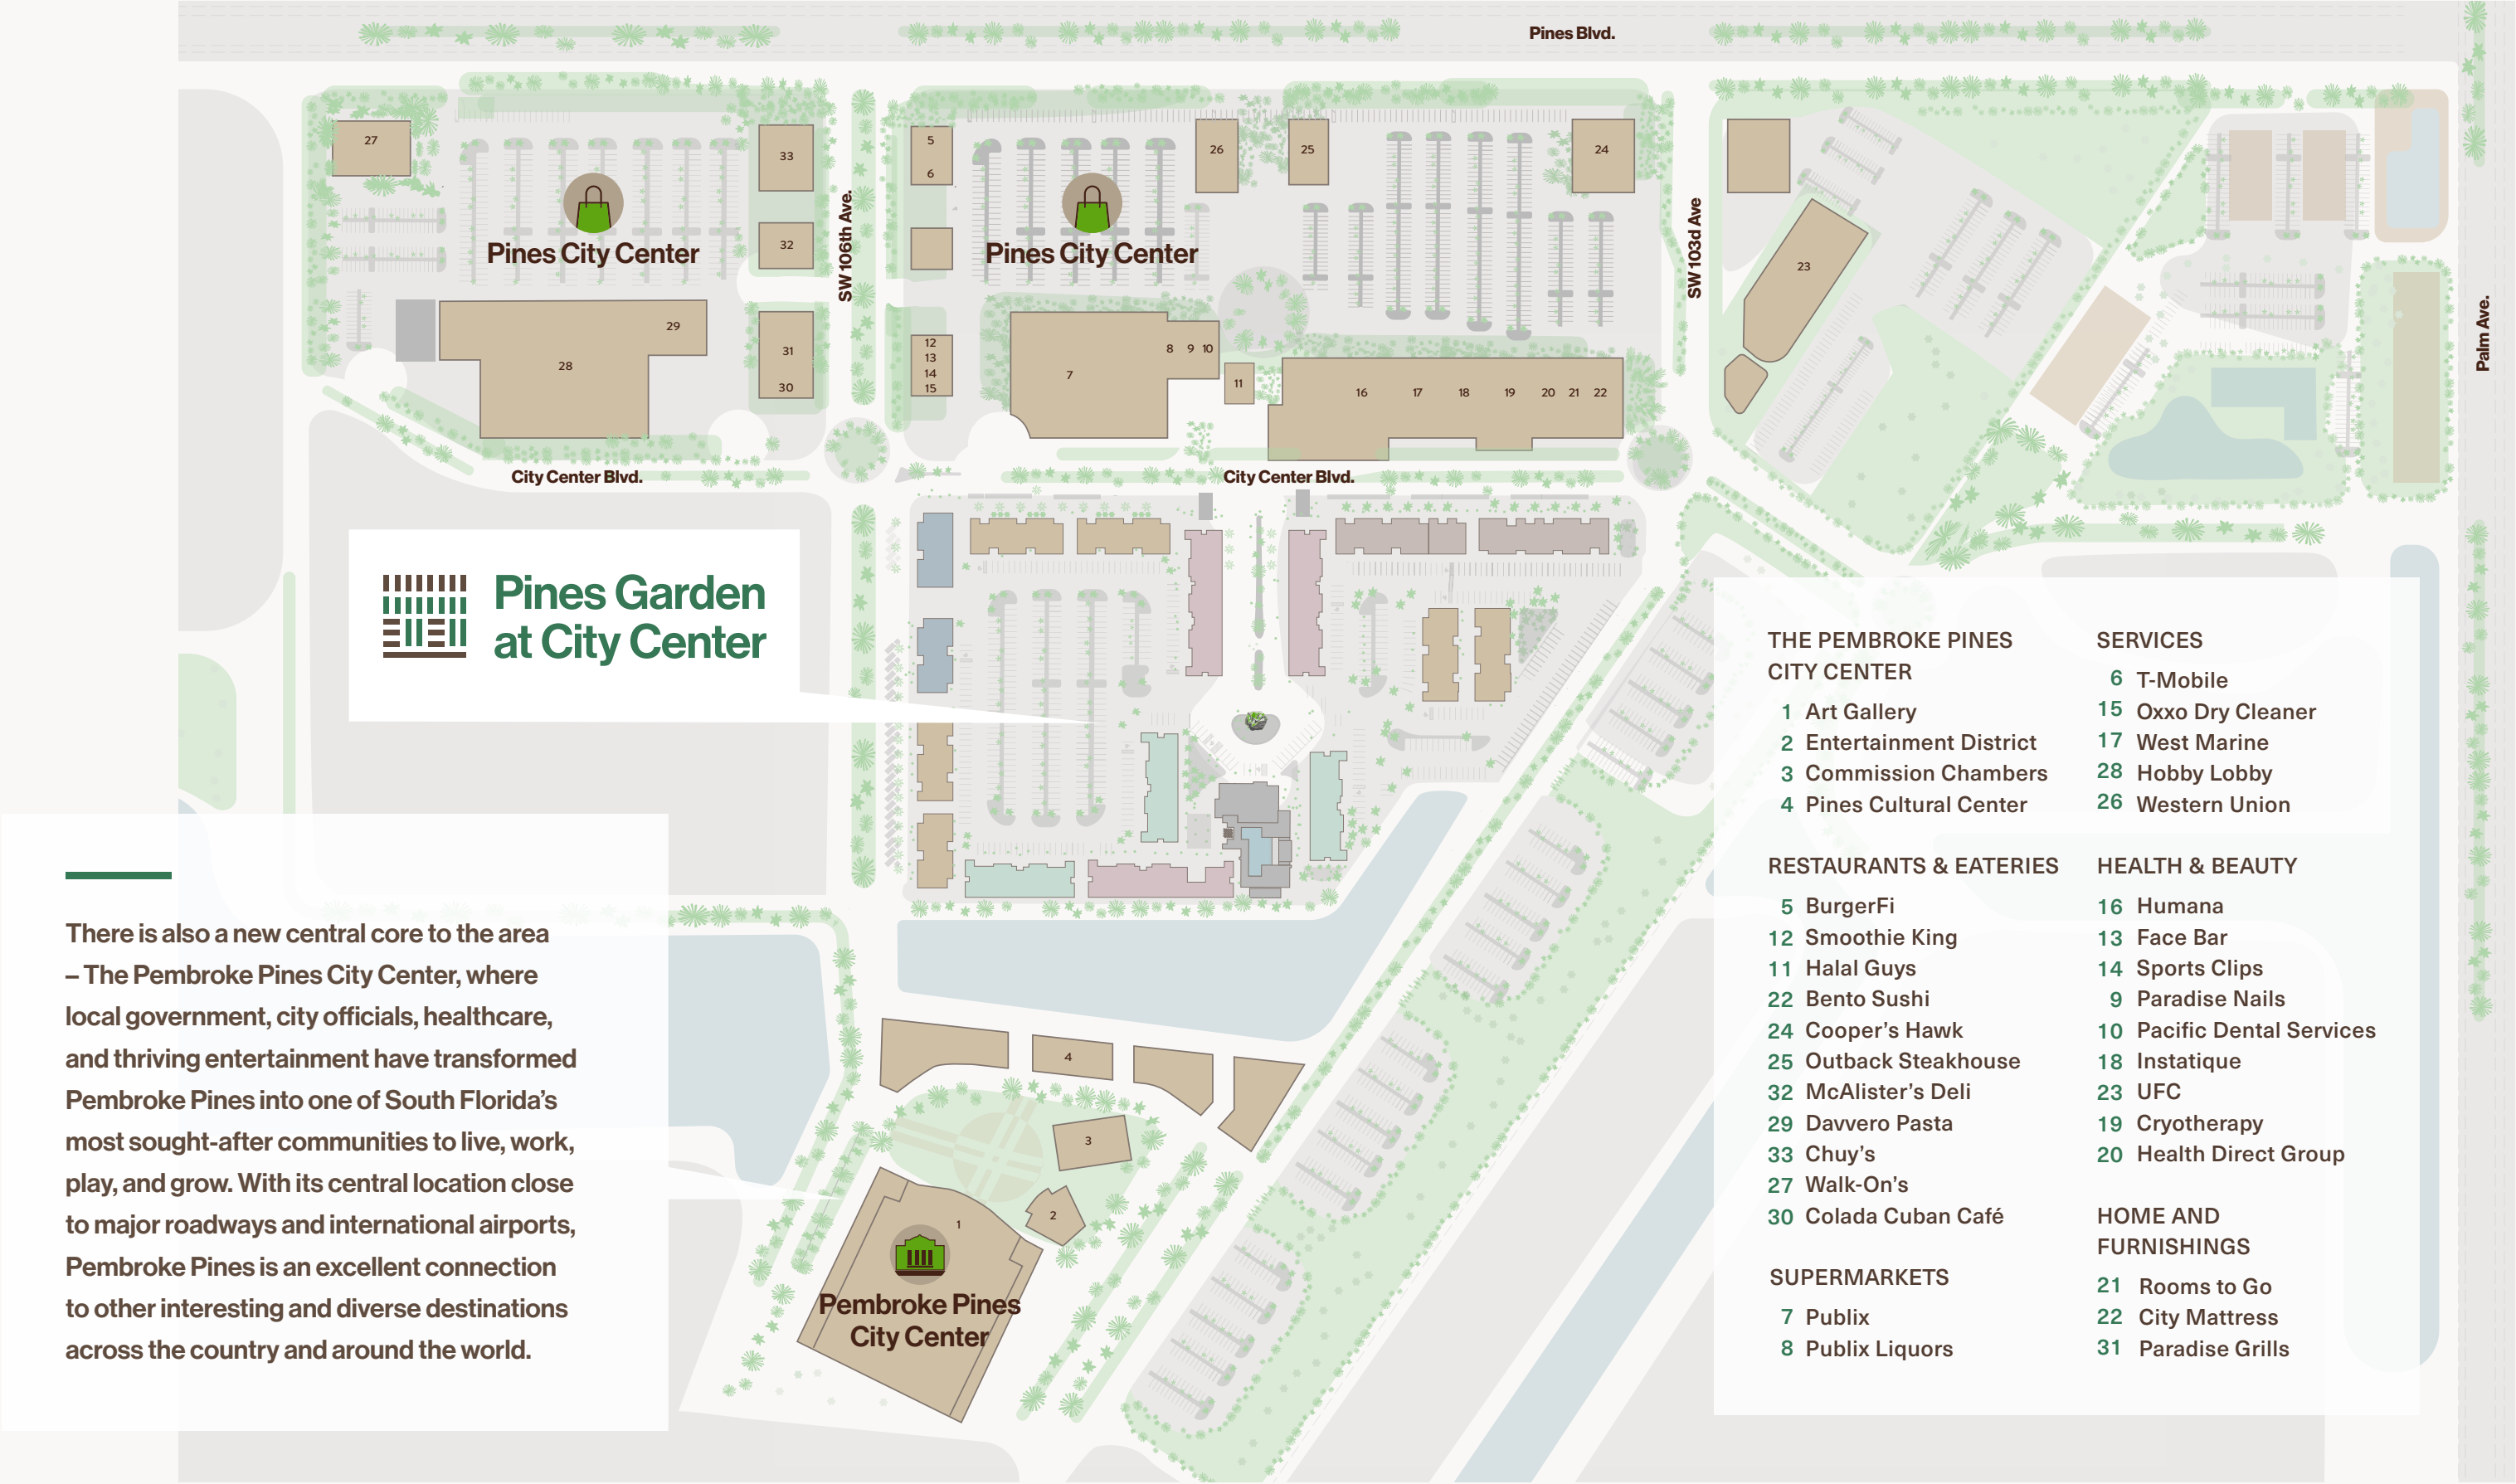 Pines Blvd.
27
33
32
29
28
31
30
Pines City Center
SW 106th Ave.
5
6
26
25
24
Pines City Center
12
13
14
15
7
8
9
10
11
16
17
18
19
20
21
22
SW 103d Ave
23
Palm Ave.
City Center Blvd.
City Center Blvd.
Pines Garden
at City Center
There is also a new central core to the area
– The Pembroke Pines City Center, where
local government, city officials, healthcare,
and thriving entertainment have transformed
Pembroke Pines into one of South Florida’s
most sought-after communities to live, work,
play, and grow. With its central location close
to major roadways and international airports,
Pembroke Pines is an excellent connection
to other interesting and diverse destinations
across the country and around the world.
4
3
2
1
Pembroke Pines
City Center
THE PEMBROKE PINES
CITY CENTER
1 Art Gallery
2 Entertainment District
3 Commission Chambers
4 Pines Cultural Center
RESTAURANTS & EATERIES
5 BurgerFi
12 Smoothie King
11 Halal Guys
22 Bento Sushi
24 Cooper’s Hawk
25 Outback Steakhouse
32 McAlister’s Deli
29 Davvero Pasta
33 Chuy’s
27 Walk-On’s
30 Colada Cuban Café
SUPERMARKETS
7 Publix
8 Publix Liquors
SERVICES
6 T-Mobile
15 Oxxo Dry Cleaner
17 West Marine
28 Hobby Lobby
26 Western Union
HEALTH & BEAUTY
16 Humana
13 Face Bar
14 Sports Clips
9 Paradise Nails
10 Pacific Dental Services
18 Instatique
23 UFC
19 Cryotherapy
20 Health Direct Group
HOME AND
FURNISHINGS
21 Rooms to Go
22 City Mattress
31 Paradise Grills